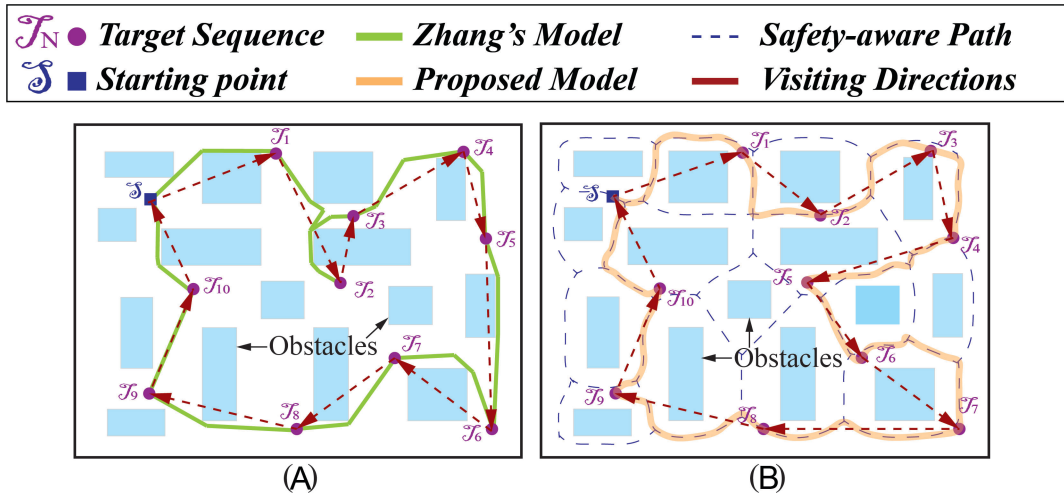 𝒯N Target Sequence Zhang's Model Safety-aware Path
𝒮 Starting point Proposed Model Visiting Directions
𝒯1
𝒯4
𝒮
𝒯3
𝒯5
𝒯2
𝒯10
Obstacles
𝒯7
𝒯9
𝒯8
𝒯6
(A)
𝒯1
𝒯3
𝒮
𝒯2
𝒯4
𝒯5
𝒯10
Obstacles
𝒯6
𝒯9
𝒯8
𝒯7
(B)